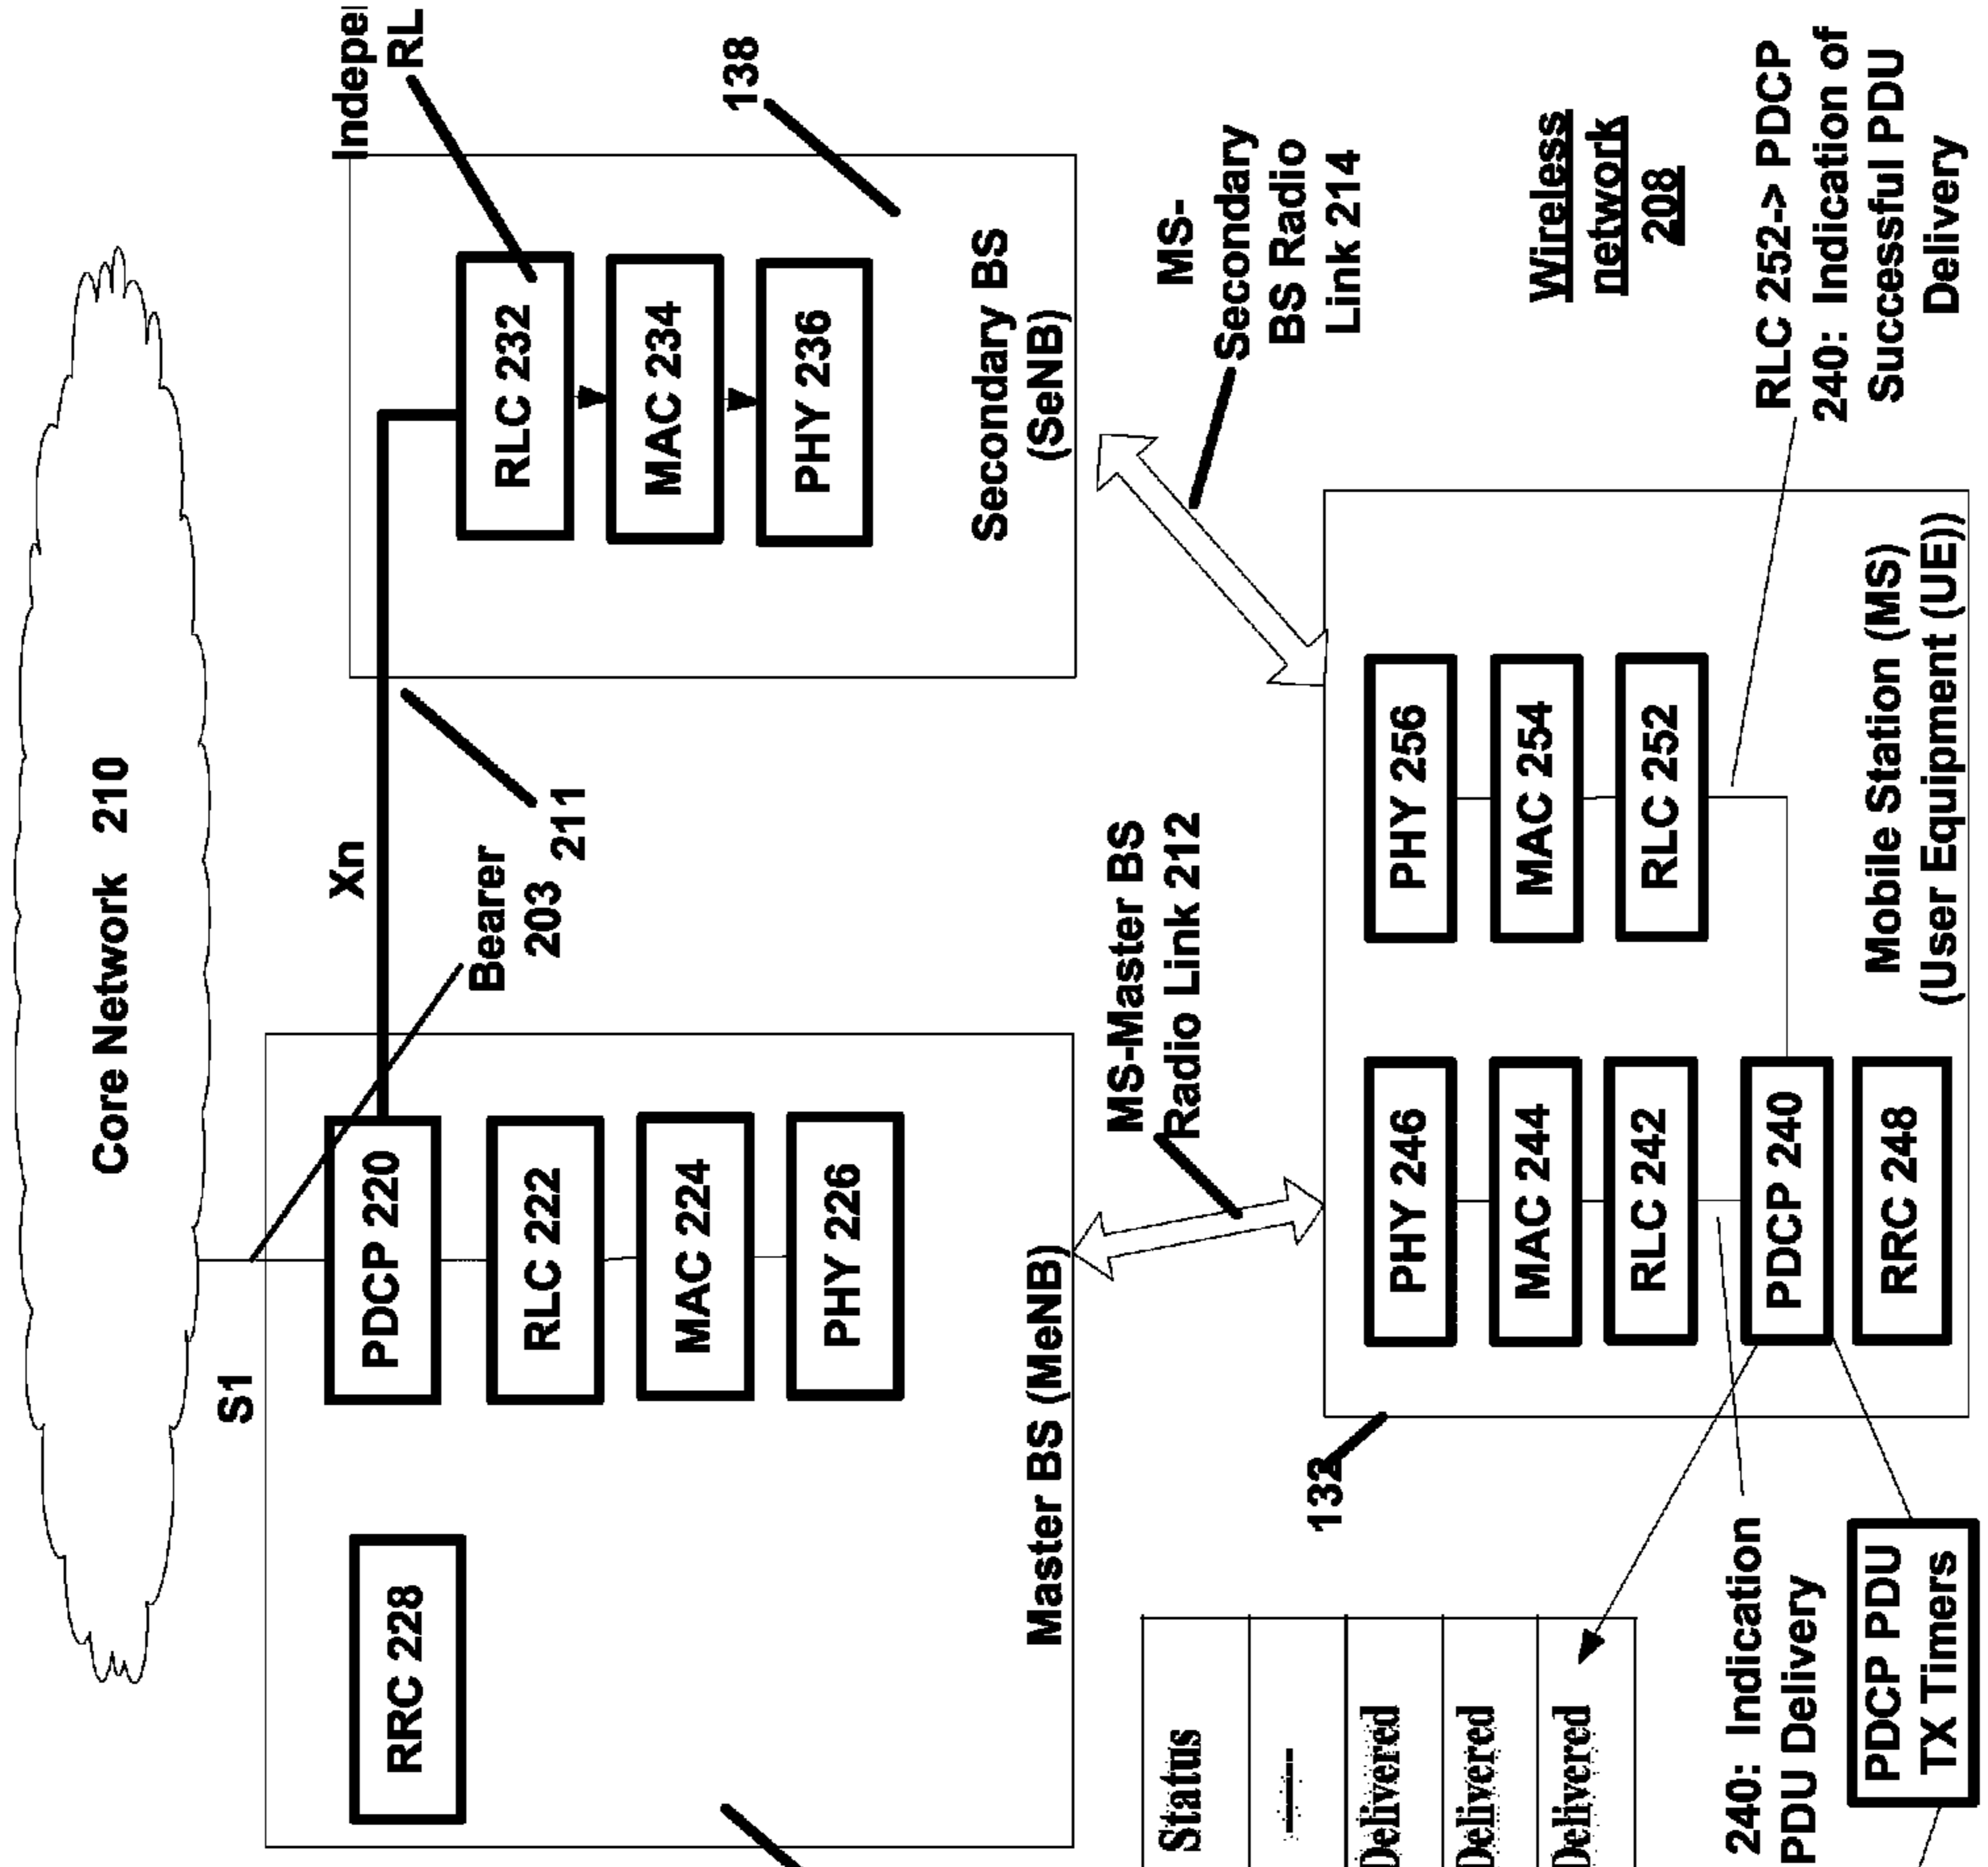 Core Network 210
S1
Xn
Bearer
203
211
Indepe
RL
138
RRC 228
PDCP 220
RLC 222
MAC 224
PHY 226
Master BS (MeNB)
RLC 232
MAC 234
PHY 236
Secondary BS
(SeNB)
MS-Master BS
Radio Link 212
MS-
Secondary
BS Radio
Link 214
Wireless
network
208
132
PHY 246
MAC 244
RLC 242
PDCP 240
RRC 248
PHY 256
MAC 254
RLC 252
Mobile Station (MS)
(User Equipment (UE))
RLC 252-> PDCP
240: Indication of
Successful PDU
Delivery
Status
—
Delivered
Delivered
Delivered
240: Indication
PDU Delivery
PDCP PDU
TX Timers